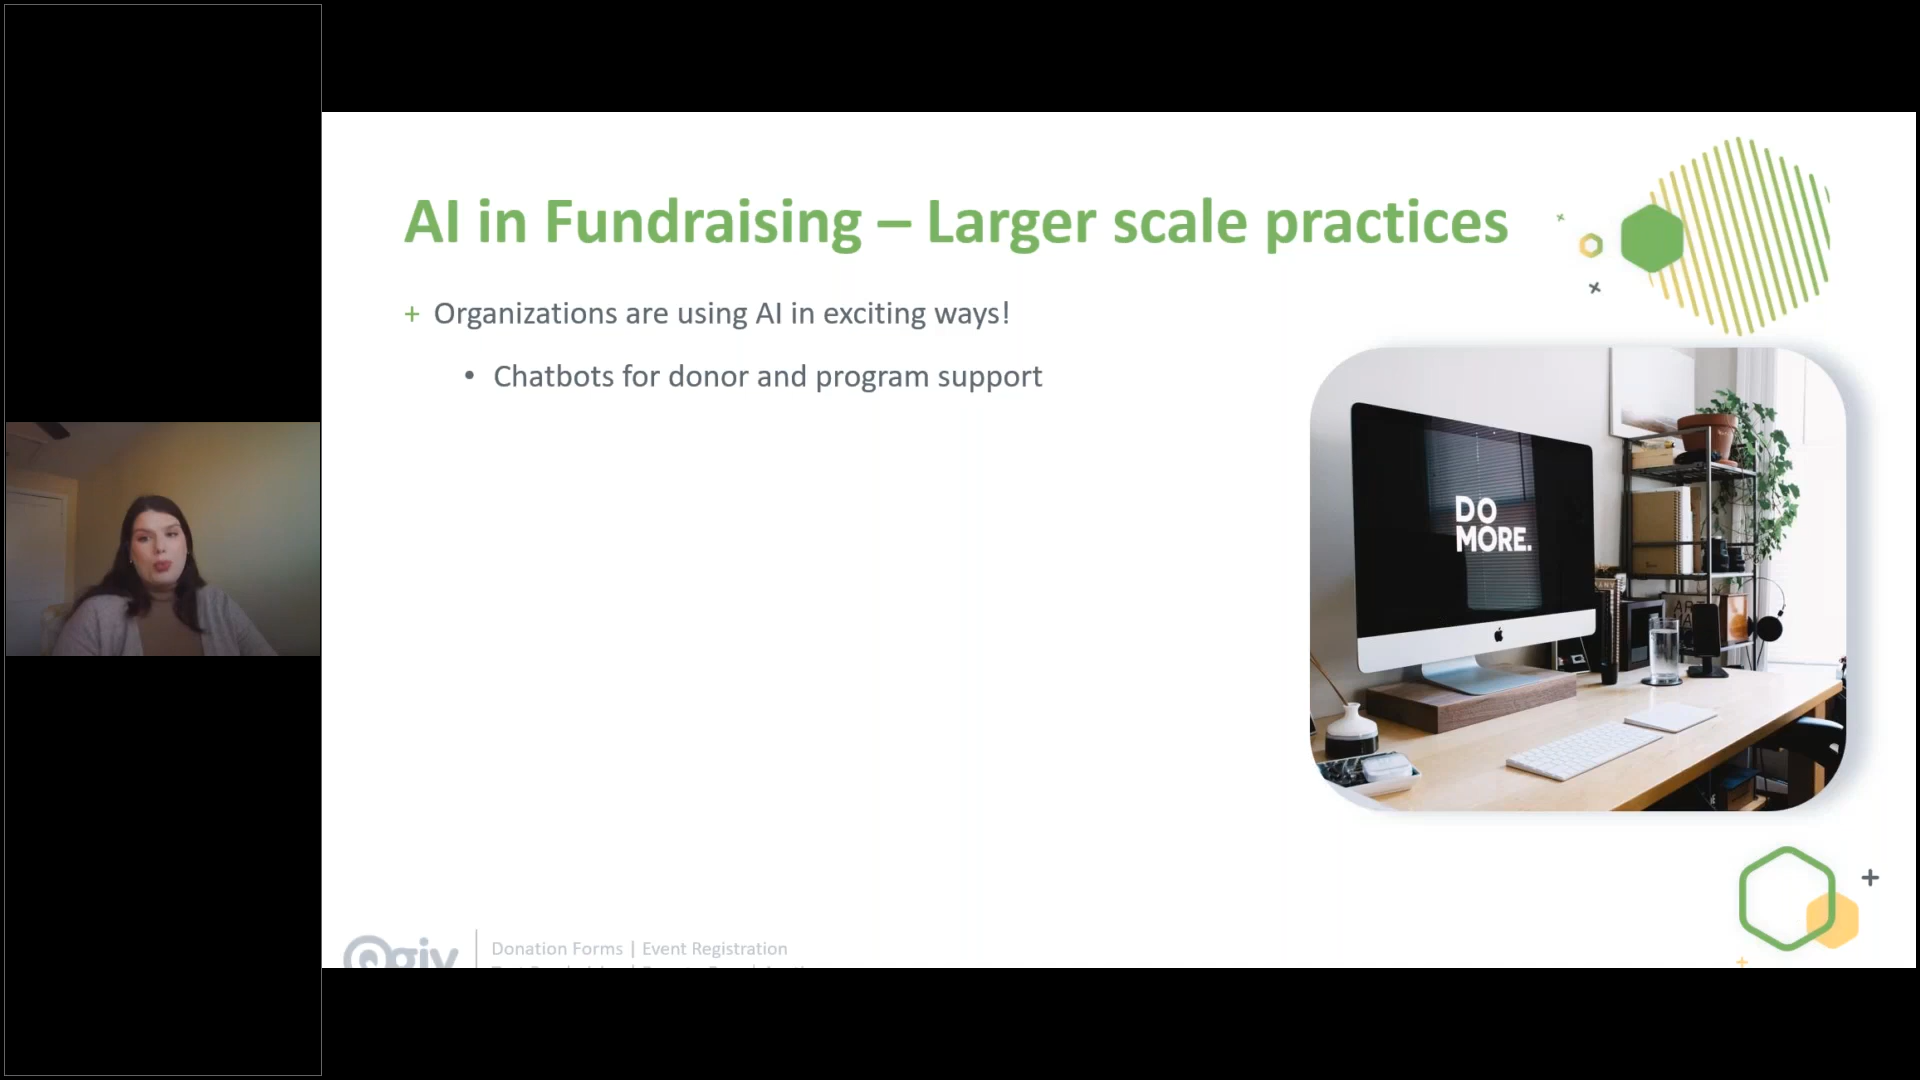 AI in Fundraising – Larger scale practices
+ Organizations are using AI in exciting ways!
• Chatbots for donor and program support
DO
MORE.
Qgiv
Donation Forms | Event Registration